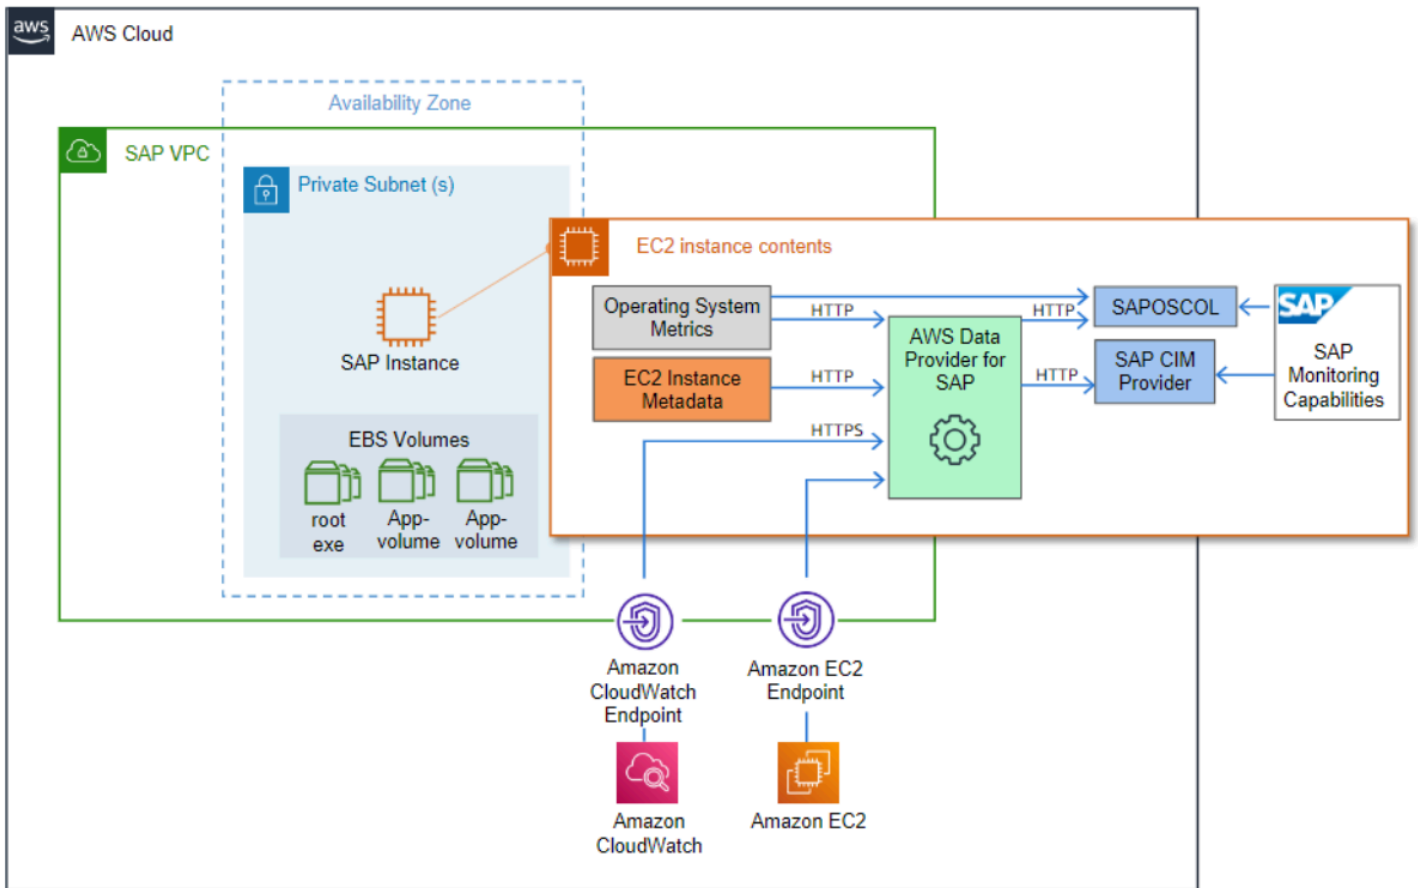 aws
AWS Cloud
Availability Zone
SAP VPC
Private Subnet (s)
EC2 instance contents
Operating System
Metrics
HTTP
HTTP
SAPOSCOL
SAP
AWS Data
Provider for
SAP
SAP Instance
EC2 Instance
Metadata
HTTP
HTTP
SAP CIM
Provider
SAP
Monitoring
Capabilities
HTTPS
EBS Volumes
root
exe
App-
volume
App-
volume
Amazon
CloudWatch
Endpoint
Amazon EC2
Endpoint
Amazon
CloudWatch
Amazon EC2